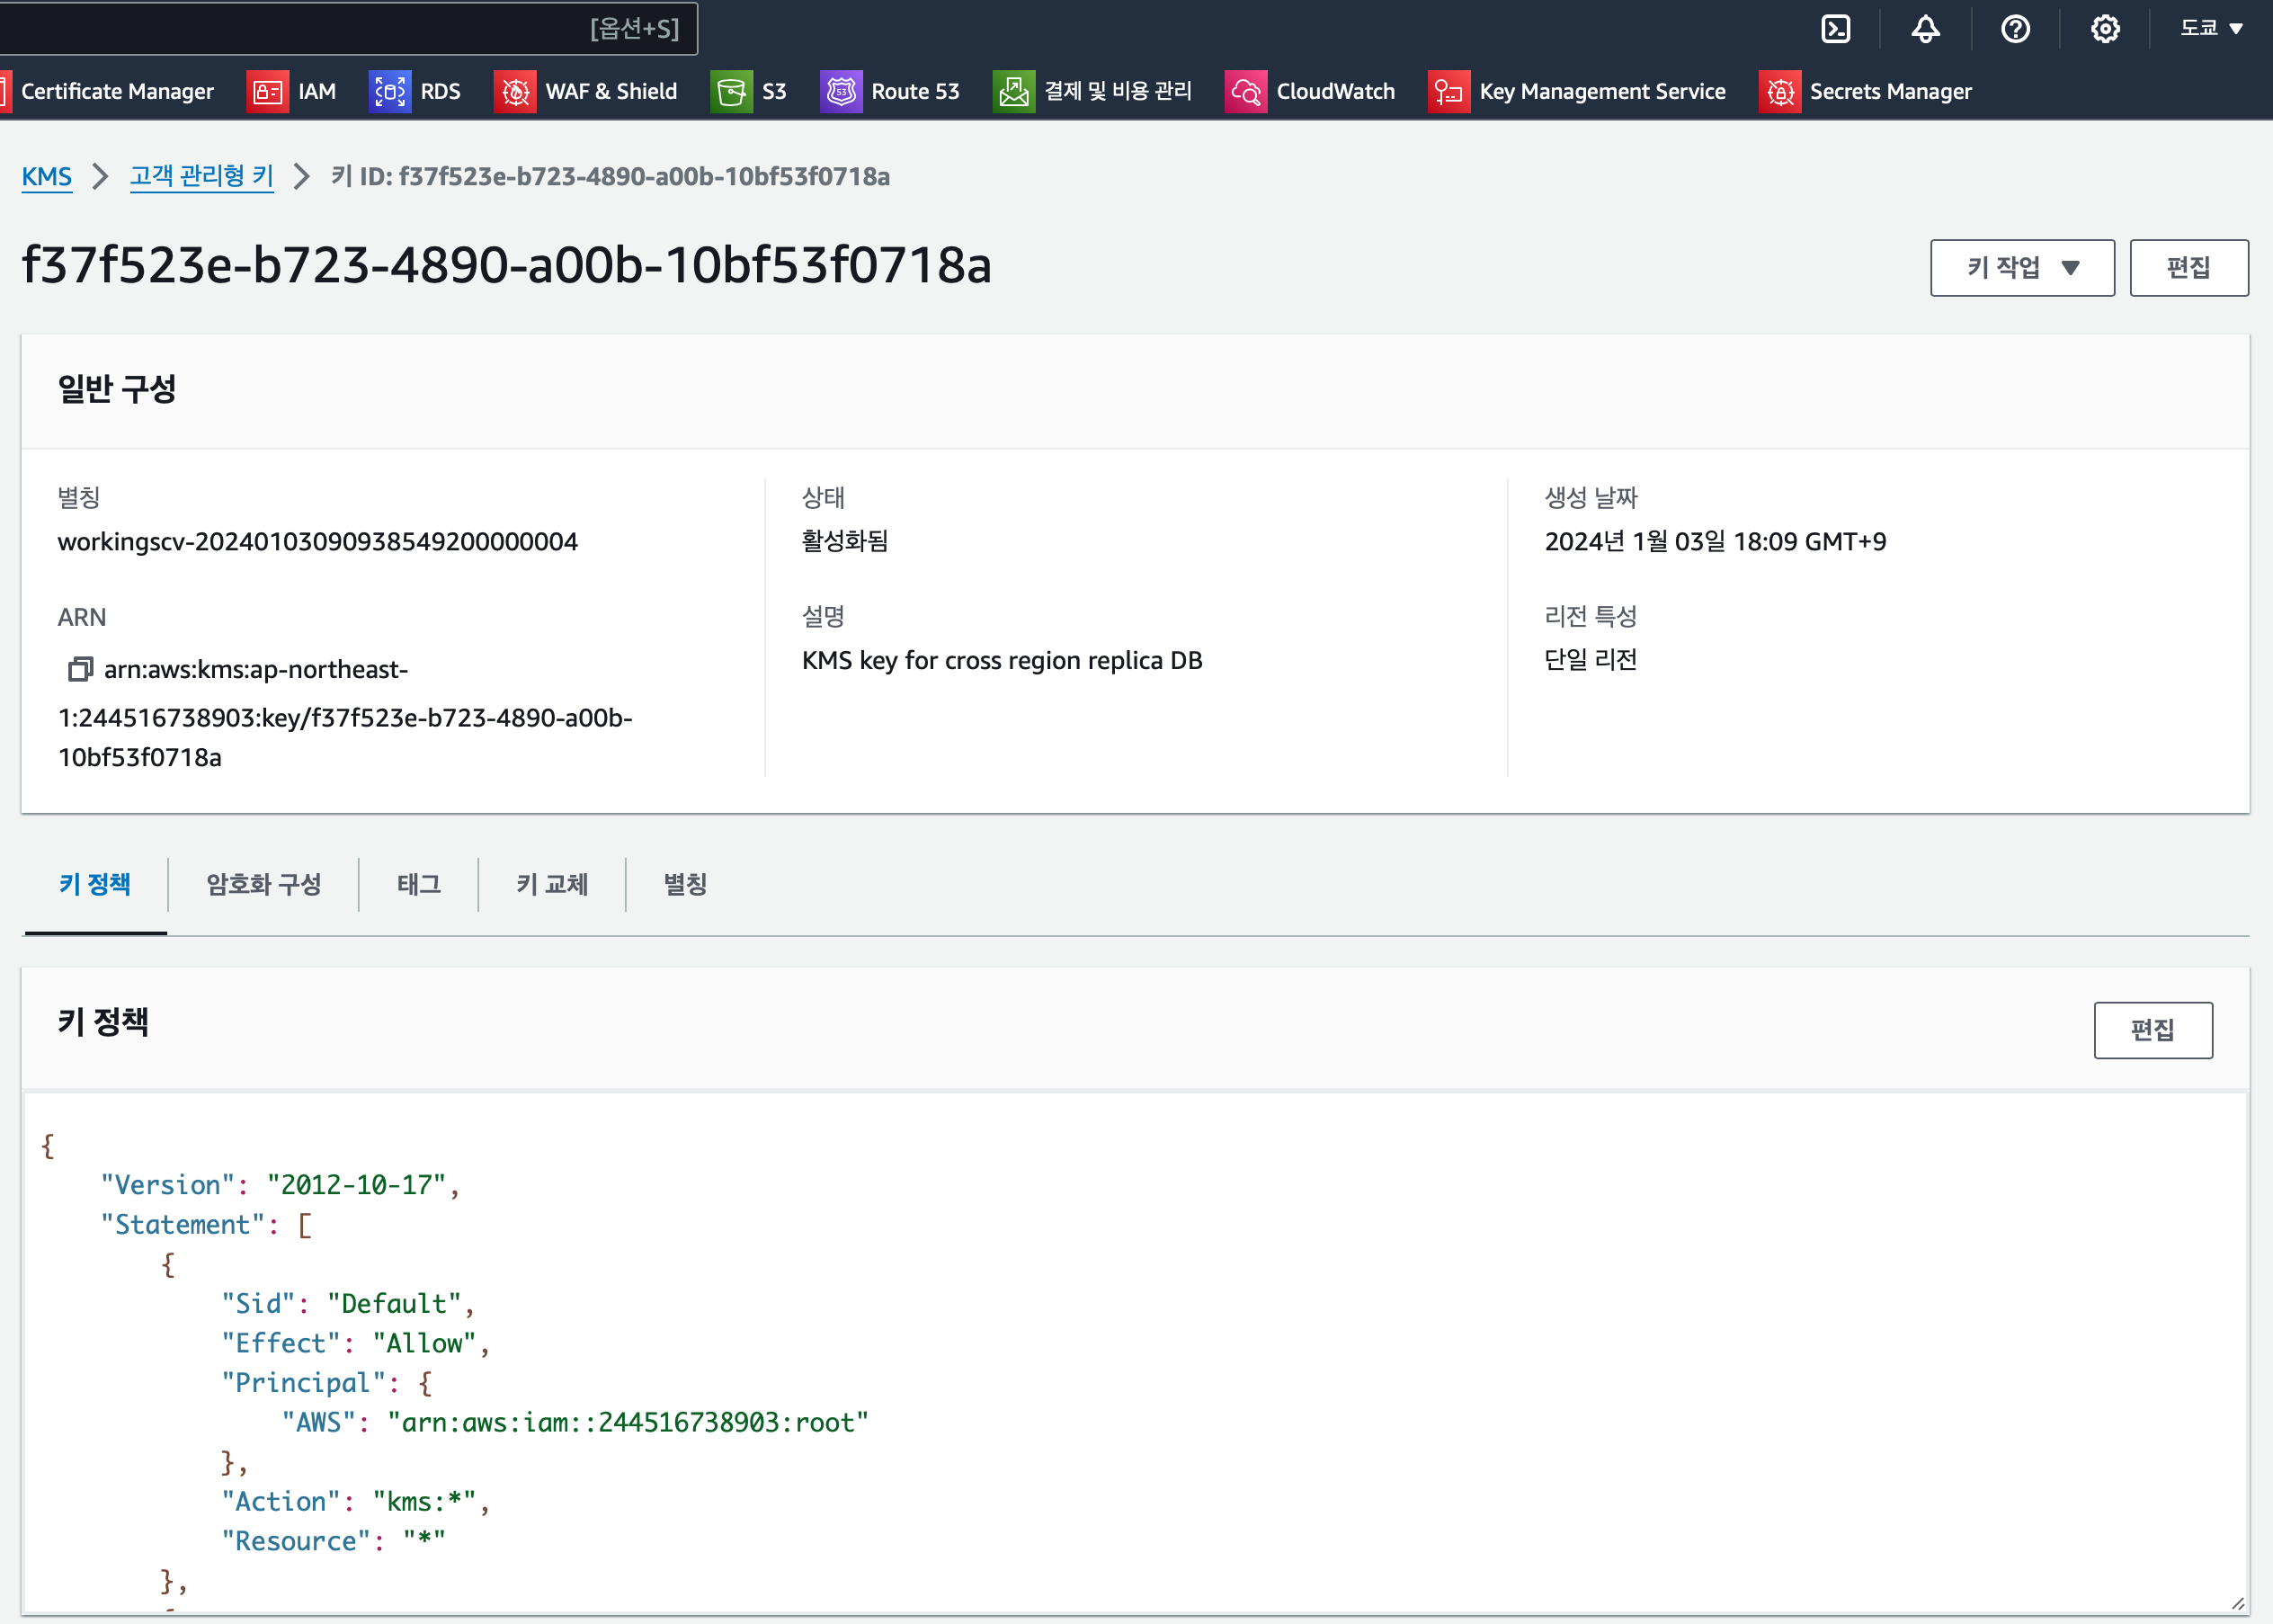 [옵션+S]
도쿄
Certificate Manager
IAM
RDS
WAF & Shield
S3
Route 53
결제 및 비용 관리
CloudWatch
Key Management Service
Secrets Manager
KMS
고객 관리형 키
키 ID: f37f523e-b723-4890-a00b-10bf53f0718a
f37f523e-b723-4890-a00b-10bf53f0718a
키 작업
편집
일반 구성
별칭
workingscv-20240103090938549200000004
상태
활성화됨
생성 날짜
2024년 1월 03일 18:09 GMT+9
ARN
arn:aws:kms:ap-northeast-
1:244516738903:key/f37f523e-b723-4890-a00b-
10bf53f0718a
설명
KMS key for cross region replica DB
리전 특성
단일 리전
키 정책
암호화 구성
태그
키 교체
별칭
키 정책
편집
{
"Version": "2012-10-17",
"Statement": [
{
"Sid": "Default",
"Effect": "Allow",
"Principal": {
"AWS": "arn:aws:iam::244516738903:root"
},
"Action": "kms:*",
"Resource": "*"
},